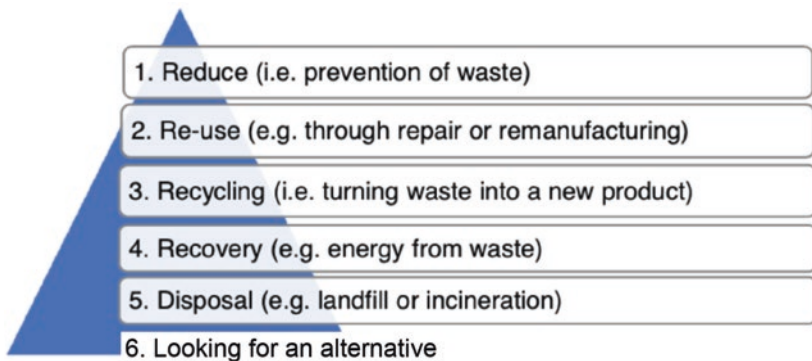 1. Reduce (i.e. prevention of waste)
2. Re-use (e.g. through repair or remanufacturing)
3. Recycling (i.e. turning waste into a new product)
4. Recovery (e.g. energy from waste)
5. Disposal (e.g. landfill or incineration)
6. Looking for an alternative